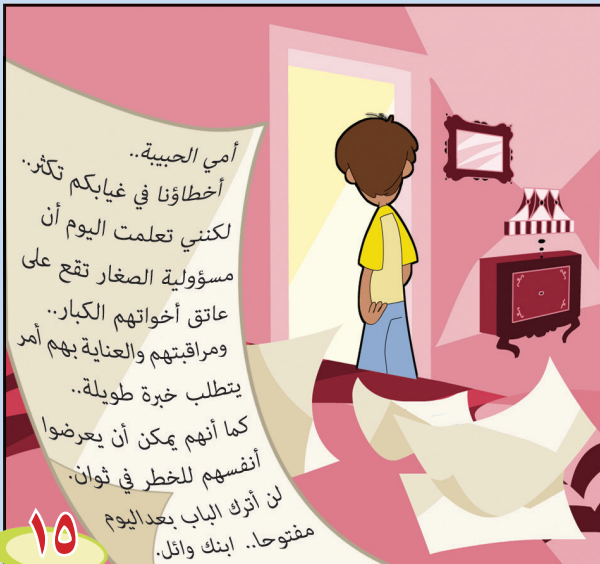 أمي الحبيبة..
أخطاؤنا في غيابكم تكثر..
لكنني تعلمت اليوم أن
مسؤولية الصغار تقع على
عاتق أخواتهم الكبار..
ومراقبتهم والعناية بهم أمر
يتطلب خبرة طويلة..
كما أنهم يمكن أن يعرضوا
أنفسهم للخطر في ثوان.
لن أترك الباب بعداليوم
مفتوحا.. ابنك وائل.
١٥